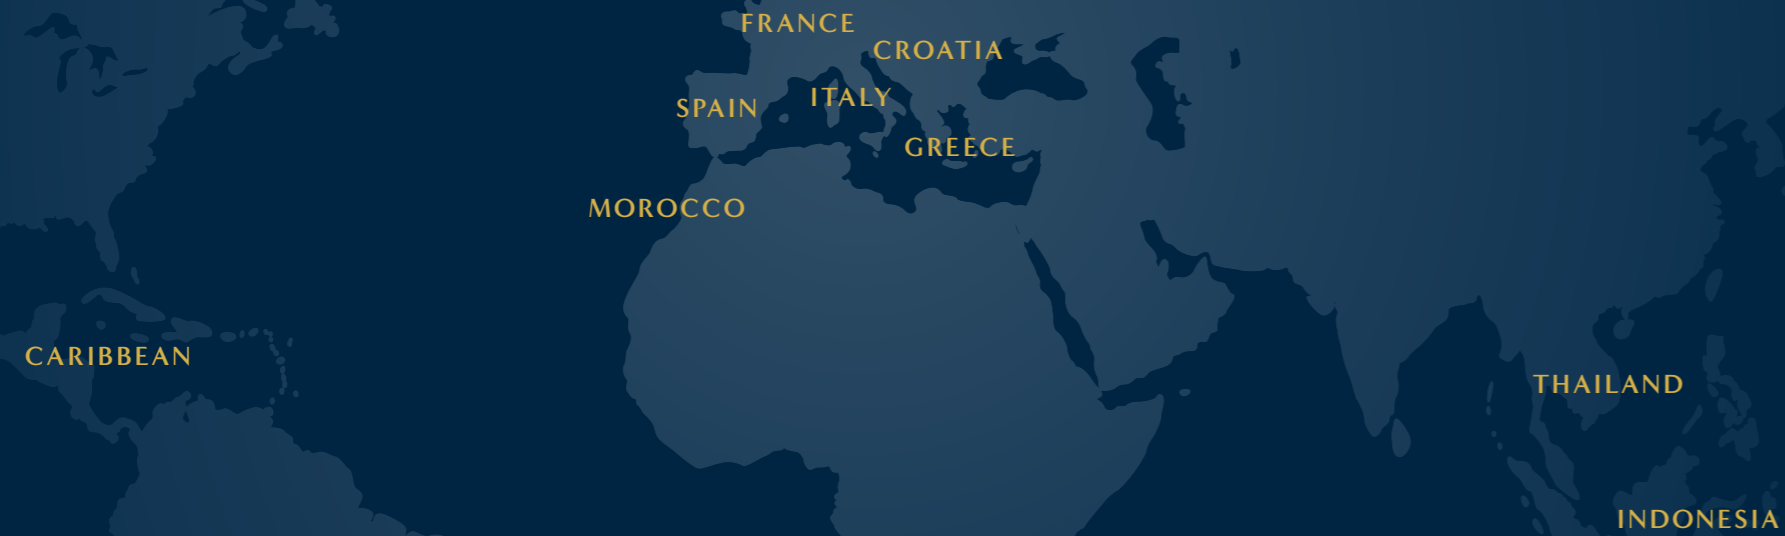 FRANCE
CROATIA
ITALY
SPAIN
GREECE
MOROCCO
CARIBBEAN
THAILAND
INDONESIA